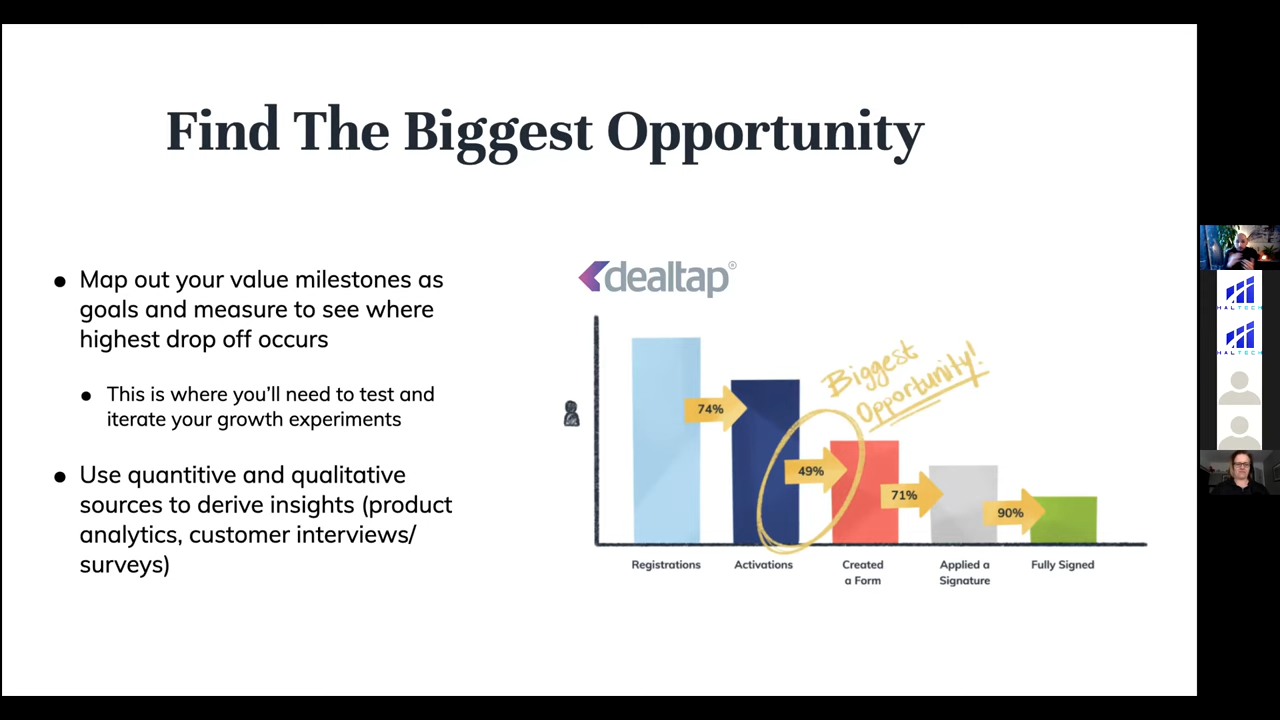 Find The Biggest Opportunity
● Map out your value milestones as
goals and measure to see where
highest drop off occurs
● This is where you’ll need to test and
iterate your growth experiments
● Use quantitive and qualitative
sources to derive insights (product
analytics, customer interviews/
surveys)
dealtap®
Biggest
Opportunity!
74%
49%
71%
90%
Registrations
Activations
Created
a Form
Applied a
Signature
Fully Signed
HALTECH
HALTECH